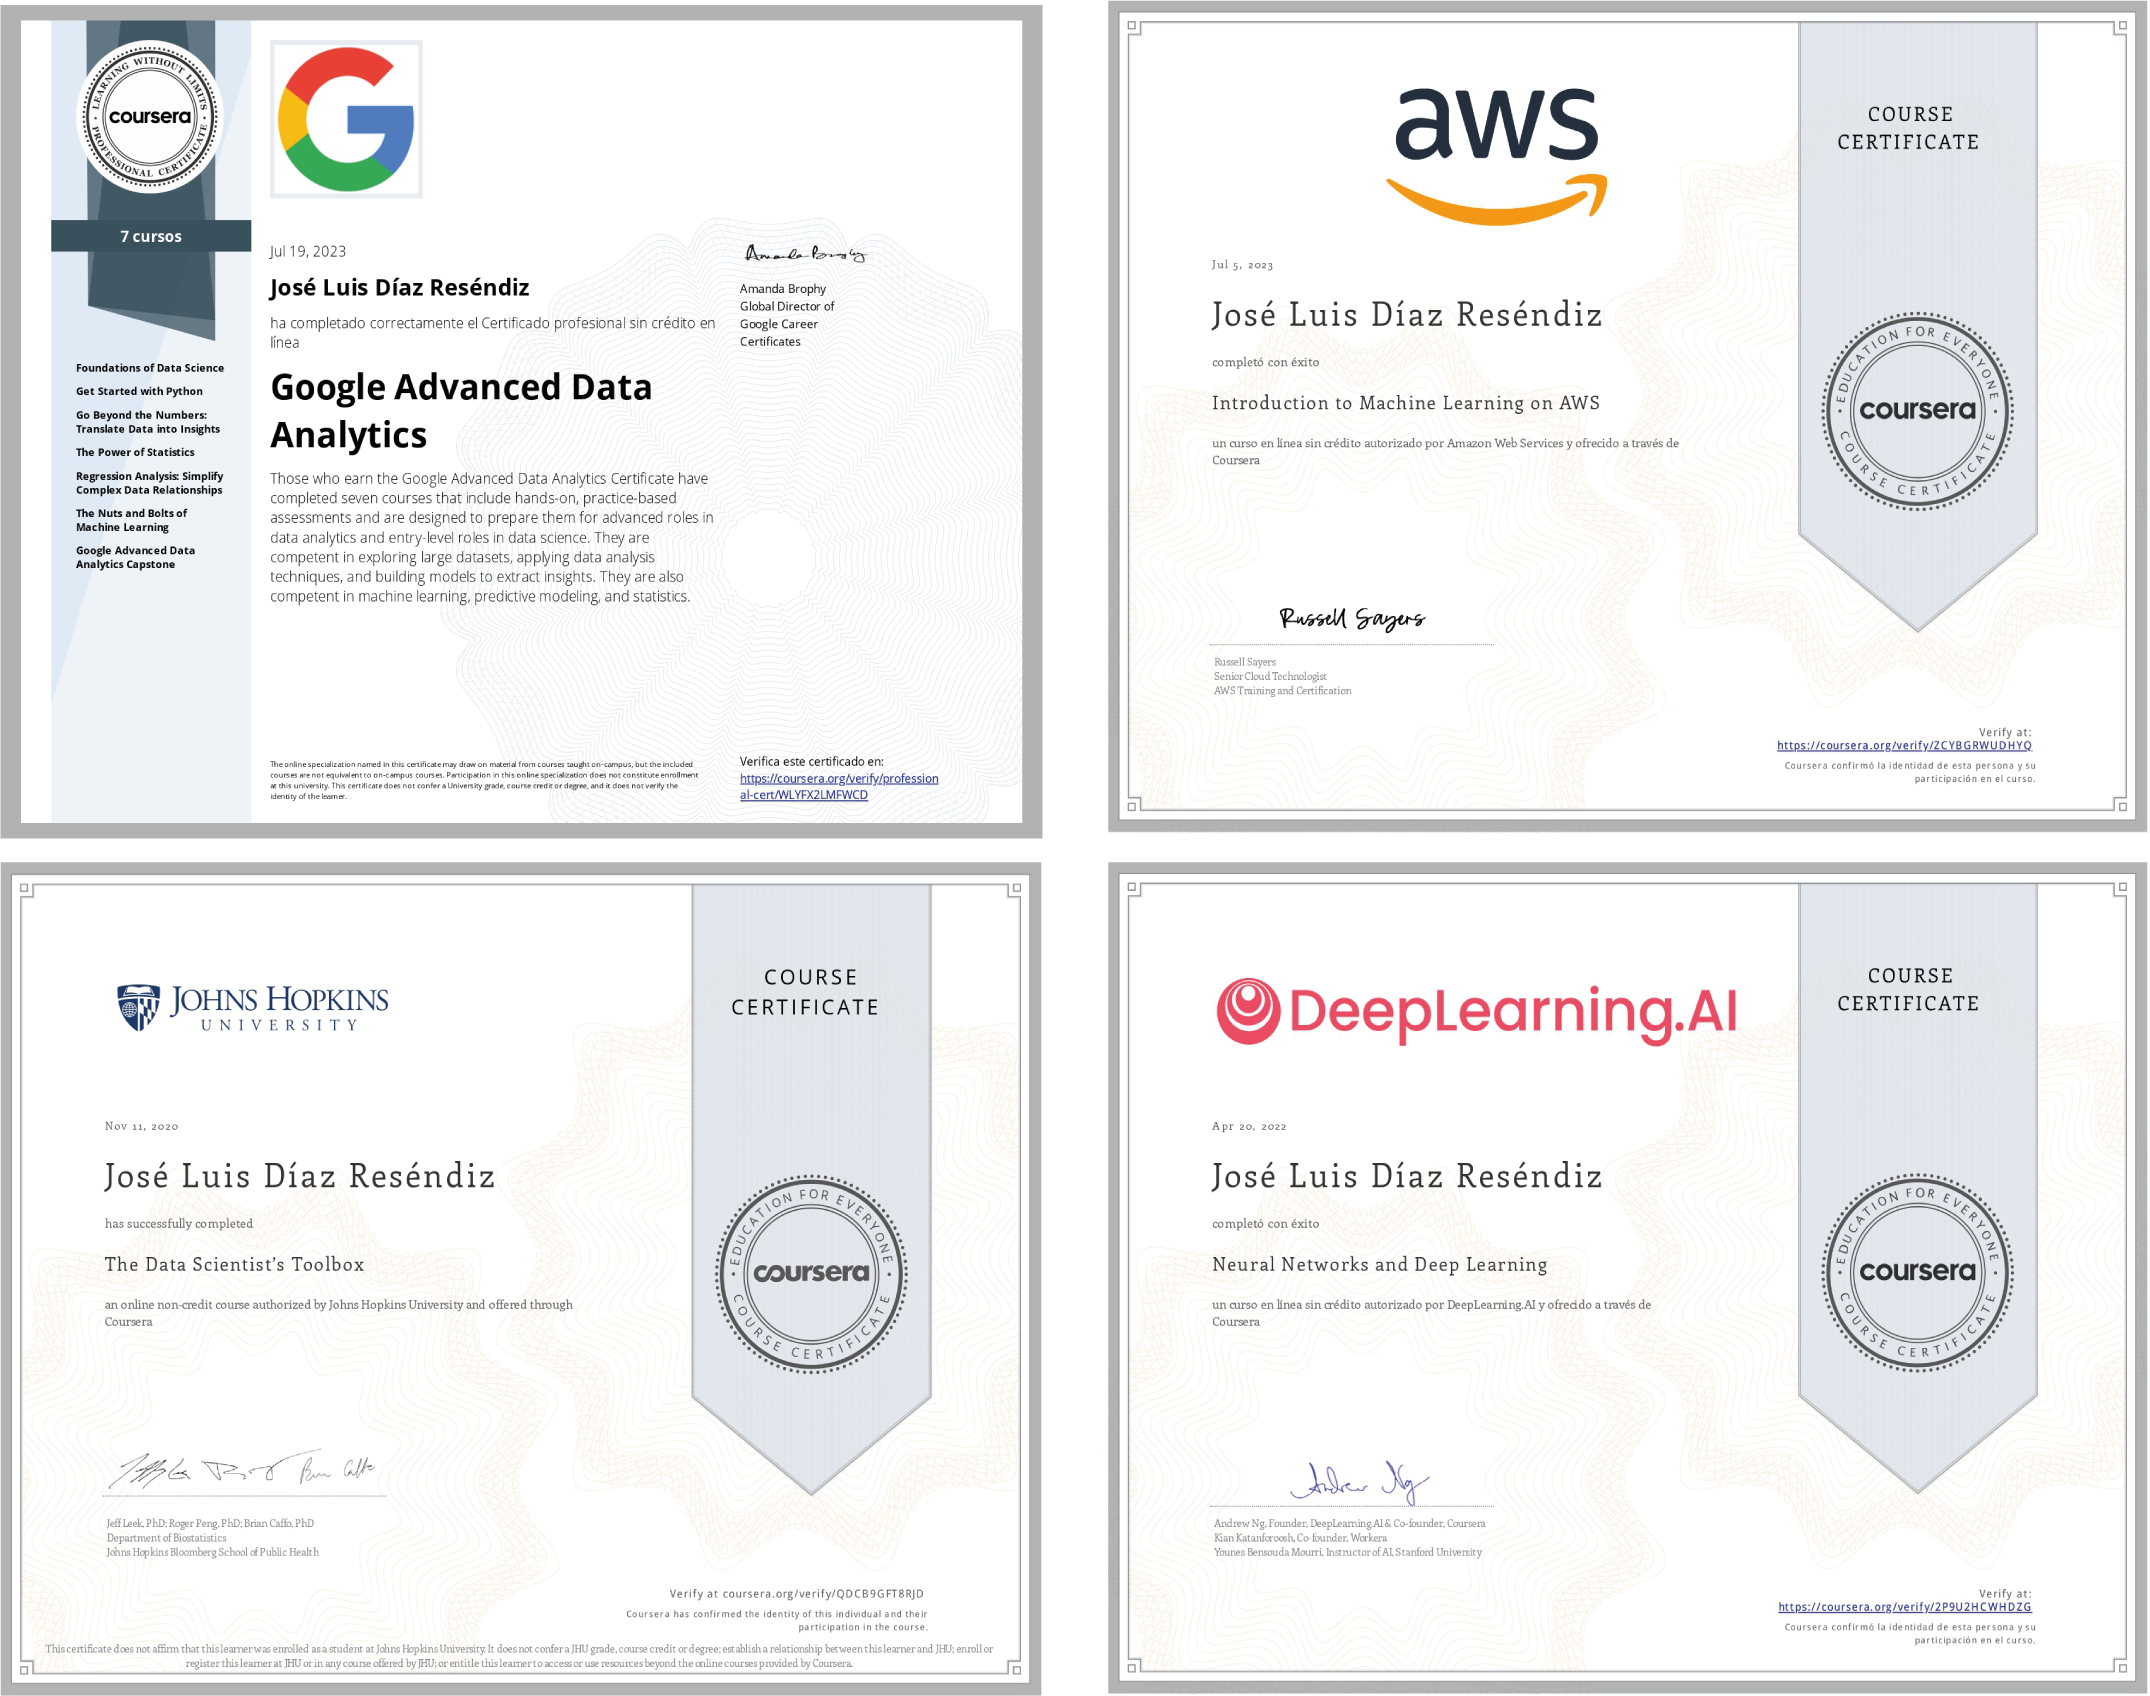 LEARNING WITHOUT LIMITS
coursera
PROFESSIONAL CERTIFICATE
7 cursos
Foundations of Data Science
Get Started with Python
Go Beyond the Numbers:
Translate Data into Insights
The Power of Statistics
Regression Analysis: Simplify
Complex Data Relationships
The Nuts and Bolts of
Machine Learning
Google Advanced Data
Analytics Capstone
G
Jul 19, 2023
José Luis Díaz Reséndiz
ha completado correctamente el Certificado profesional sin crédito en
línea
Google Advanced Data
Analytics
Those who earn the Google Advanced Data Analytics Certificate have
completed seven courses that include hands-on, practice-based
assessments and are designed to prepare them for advanced roles in
data analytics and entry-level roles in data science. They are
competent in exploring large datasets, applying data analysis
techniques, and building models to extract insights. They are also
competent in machine learning, predictive modeling, and statistics.
The online specialization named in this certificate may draw on material from courses taught on-campus, but the included
courses are not equivalent to on-campus courses. Participation in this online specialization does not constitute enrollment
at this university. This certificate does not confer a University grade, course credit or degree, and it does not verify the
identity of the learner.
Amanda Brophy
Amanda Brophy
Global Director of
Google Career
Certificates
Verifica este certificado en:
https://coursera.org/verify/profession
al-cert/WLYFX2LMFWCD
aws
Jul 5, 2023
José Luis Díaz Reséndiz
completó con éxito
Introduction to Machine Learning on AWS
un curso en línea sin crédito autorizado por Amazon Web Services y ofrecido a través de
Coursera
Russell Sayers
Russell Sayers
Senior Cloud Technologist
AWS Training and Certification
COURSE
CERTIFICATE
EDUCATION FOR EVERYONE
coursera
COURSE CERTIFICATE
Verify at:
https://coursera.org/verify/ZCYBGRWUDHYQ
Coursera confirmó la identidad de esta persona y su
participación en el curso.
JOHNS HOPKINS
UNIVERSITY
Nov 11, 2020
José Luis Díaz Reséndiz
has successfully completed
The Data Scientist's Toolbox
an online non-credit course authorized by Johns Hopkins University and offered through
Coursera
Jeff Leek, PhD; Roger Peng, PhD; Brian Caffo, PhD
Department of Biostatistics
Johns Hopkins Bloomberg School of Public Health
COURSE
CERTIFICATE
EDUCATION FOR EVERYONE
coursera
COURSE CERTIFICATE
Verify at coursera.org/verify/QDCB9GFT8RJD
Coursera has confirmed the identity of this individual and their
participation in the course.
This certificate does not affirm that this learner was enrolled as a student at Johns Hopkins University. It does not confer a JHU grade, course credit or degree; establish a relationship between this learner and JHU; enroll or
register this learner at JHU or in any course offered by JHU; or entitle this learner to access or use resources beyond the online courses provided by Coursera.
DeepLearning.AI
Apr 20, 2022
José Luis Díaz Reséndiz
completó con éxito
Neural Networks and Deep Learning
un curso en línea sin crédito autorizado por DeepLearning.AI y ofrecido a través de
Coursera
Andrew Ng
Andrew Ng, Founder, DeepLearning.AI & Co-founder, Coursera
Kian Katanforoosh, Co-founder, Workera
Younes Bensouda Mourri, Instructor of AI, Stanford University
COURSE
CERTIFICATE
EDUCATION FOR EVERYONE
coursera
COURSE CERTIFICATE
Verify at:
https://coursera.org/verify/2P9U2HCWHDZG
Coursera confirmó la identidad de esta persona y su
participación en el curso.